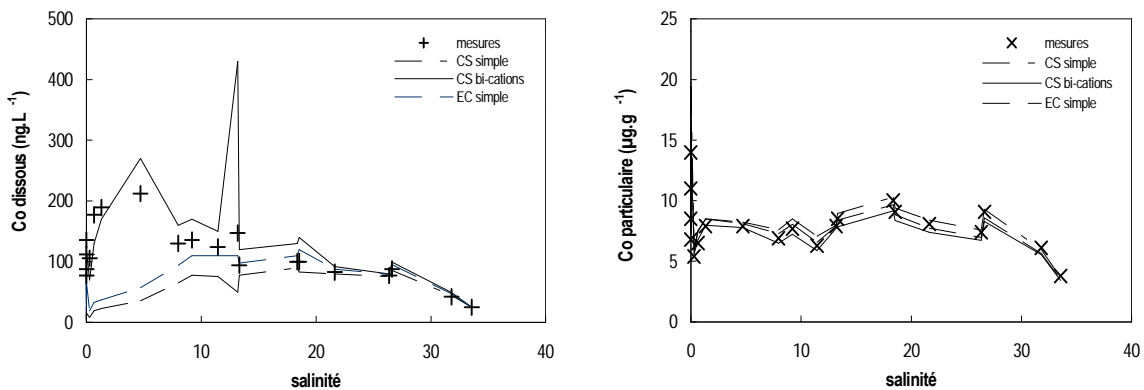 500
400
300
200
100
0
Co dissous (ng.L -1)
0 10 20 30 40
salinité
mesures
CS simple
CS bi-cations
EC simple
25
20
15
10
5
0
Co particulaire (µg.g -1)
0 10 20 30 40
salinité
mesures
CS simple
CS bi-cations
EC simple